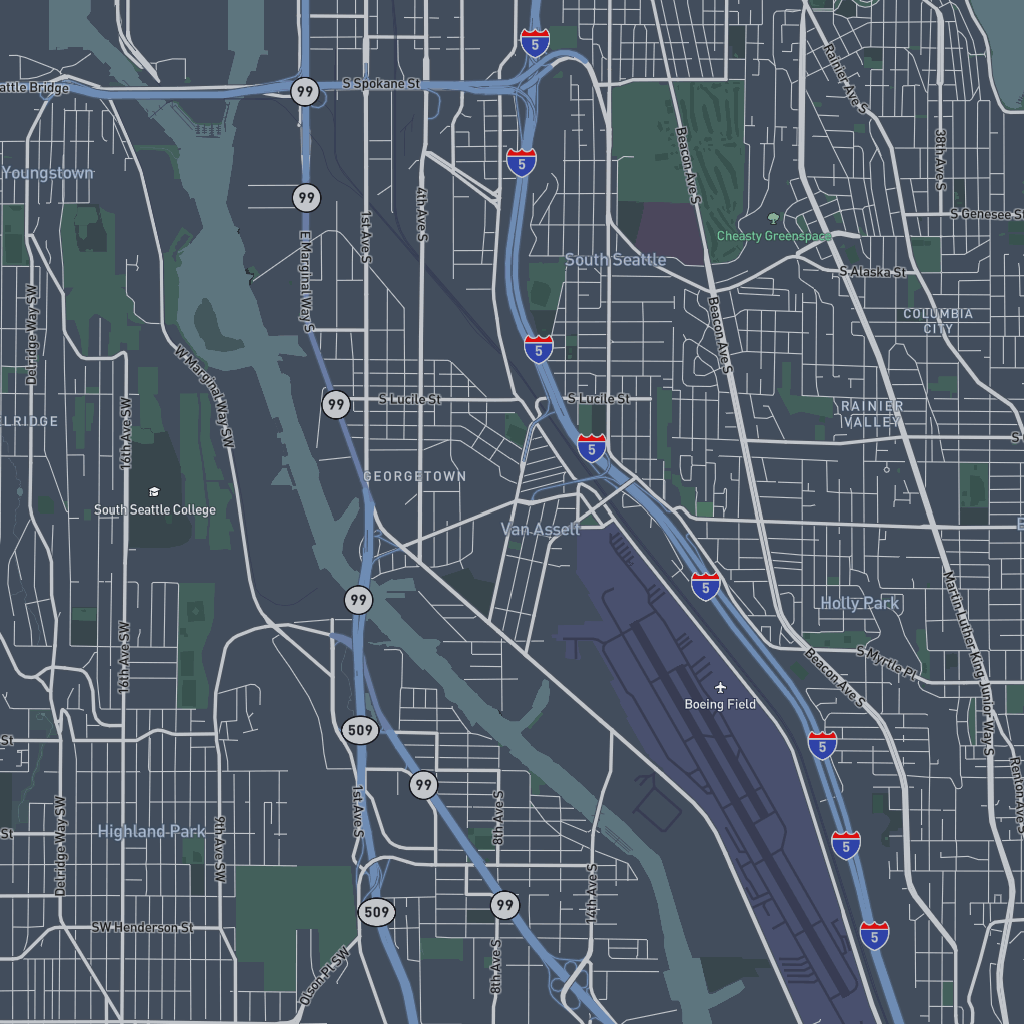 5
attle Bridge
99
S Spokane St
Rainier Ave S
5
Beacon Ave S
38th Ave S
Youngstown
99
4th Ave S
1st Ave S
S Genesee St
Cheasty Greenspace
E Marginal Way S
South Seattle
S Alaska St
Delridge Way SW
Beacon Ave S
COLUMBIA
CITY
5
W Marginal Way SW
99
S Lucile St
S Lucile St
RAINIER
VALLEY
ELRIDGE
16th Ave SW
5
S
GEORGETOWN
South Seattle College
Van Asselt
5
99
Holly Park
Martin Luther King Junior Way S
16th Ave SW
S Myrtle Pl
Beacon Ave S
Boeing Field
509
St
5
99
Renton Ave S
1st Ave S
8th Ave S
St
Highland Park
9th Ave SW
Delridge Way SW
5
16th Ave S
99
509
SW Henderson St
5
8th Ave S
Olson Pl SW